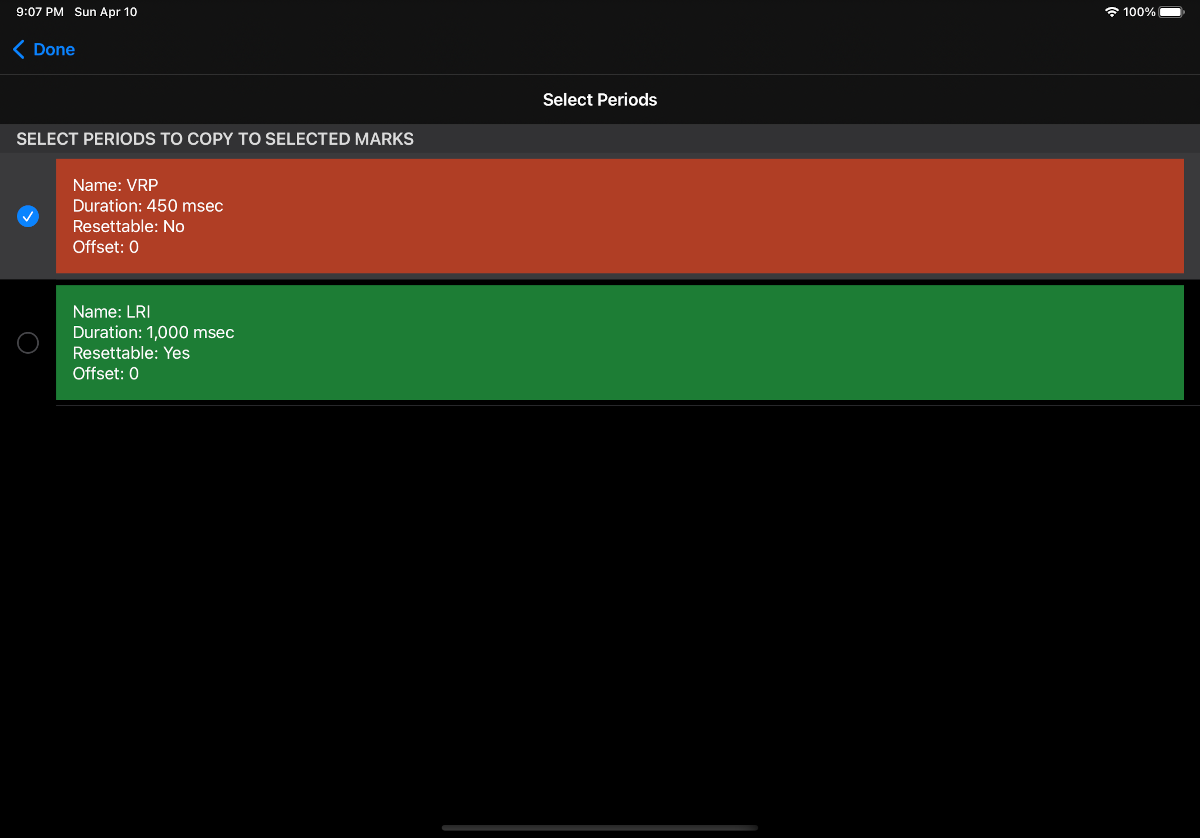 9:07 PM Sun Apr 10
100%
Done
Select Periods
SELECT PERIODS TO COPY TO SELECTED MARKS
Name: VRP
Duration: 450 msec
Resettable: No
Offset: 0
Name: LRI
Duration: 1,000 msec
Resettable: Yes
Offset: 0